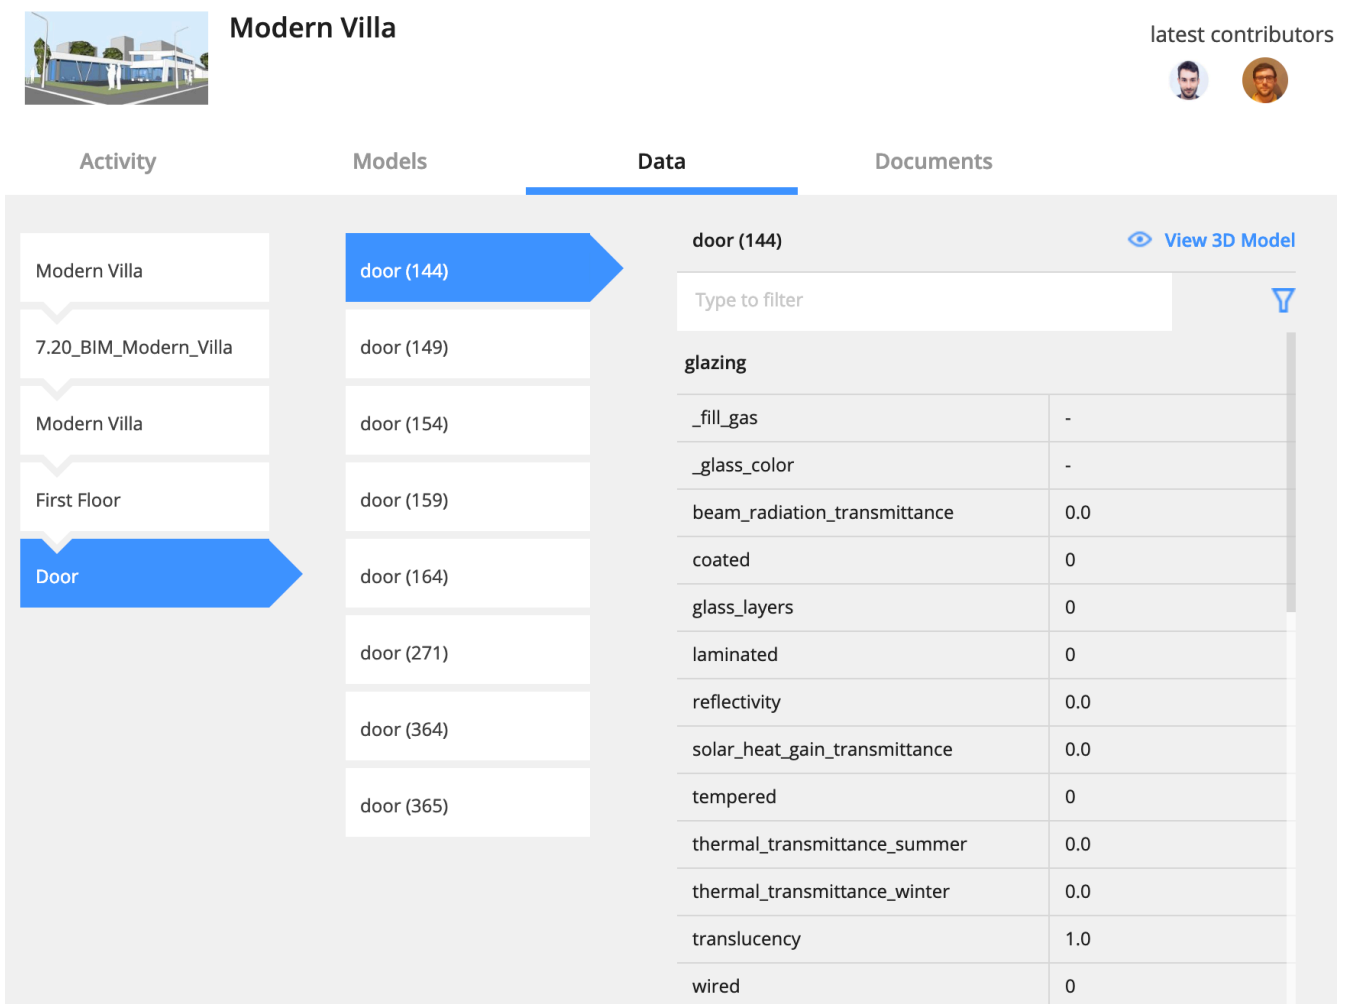 Modern Villa
latest contributors
Activity
Models
Data
Documents
Modern Villa
7.20_BIM_Modern_Villa
Modern Villa
First Floor
Door
door (144)
door (149)
door (154)
door (159)
door (164)
door (271)
door (364)
door (365)
door (144)
View 3D Model
Type to filter
glazing
_fill_gas -
_glass_color -
beam_radiation_transmittance 0.0
coated 0
glass_layers 0
laminated 0
reflectivity 0.0
solar_heat_gain_transmittance 0.0
tempered 0
thermal_transmittance_summer 0.0
thermal_transmittance_winter 0.0
translucency 1.0
wired 0